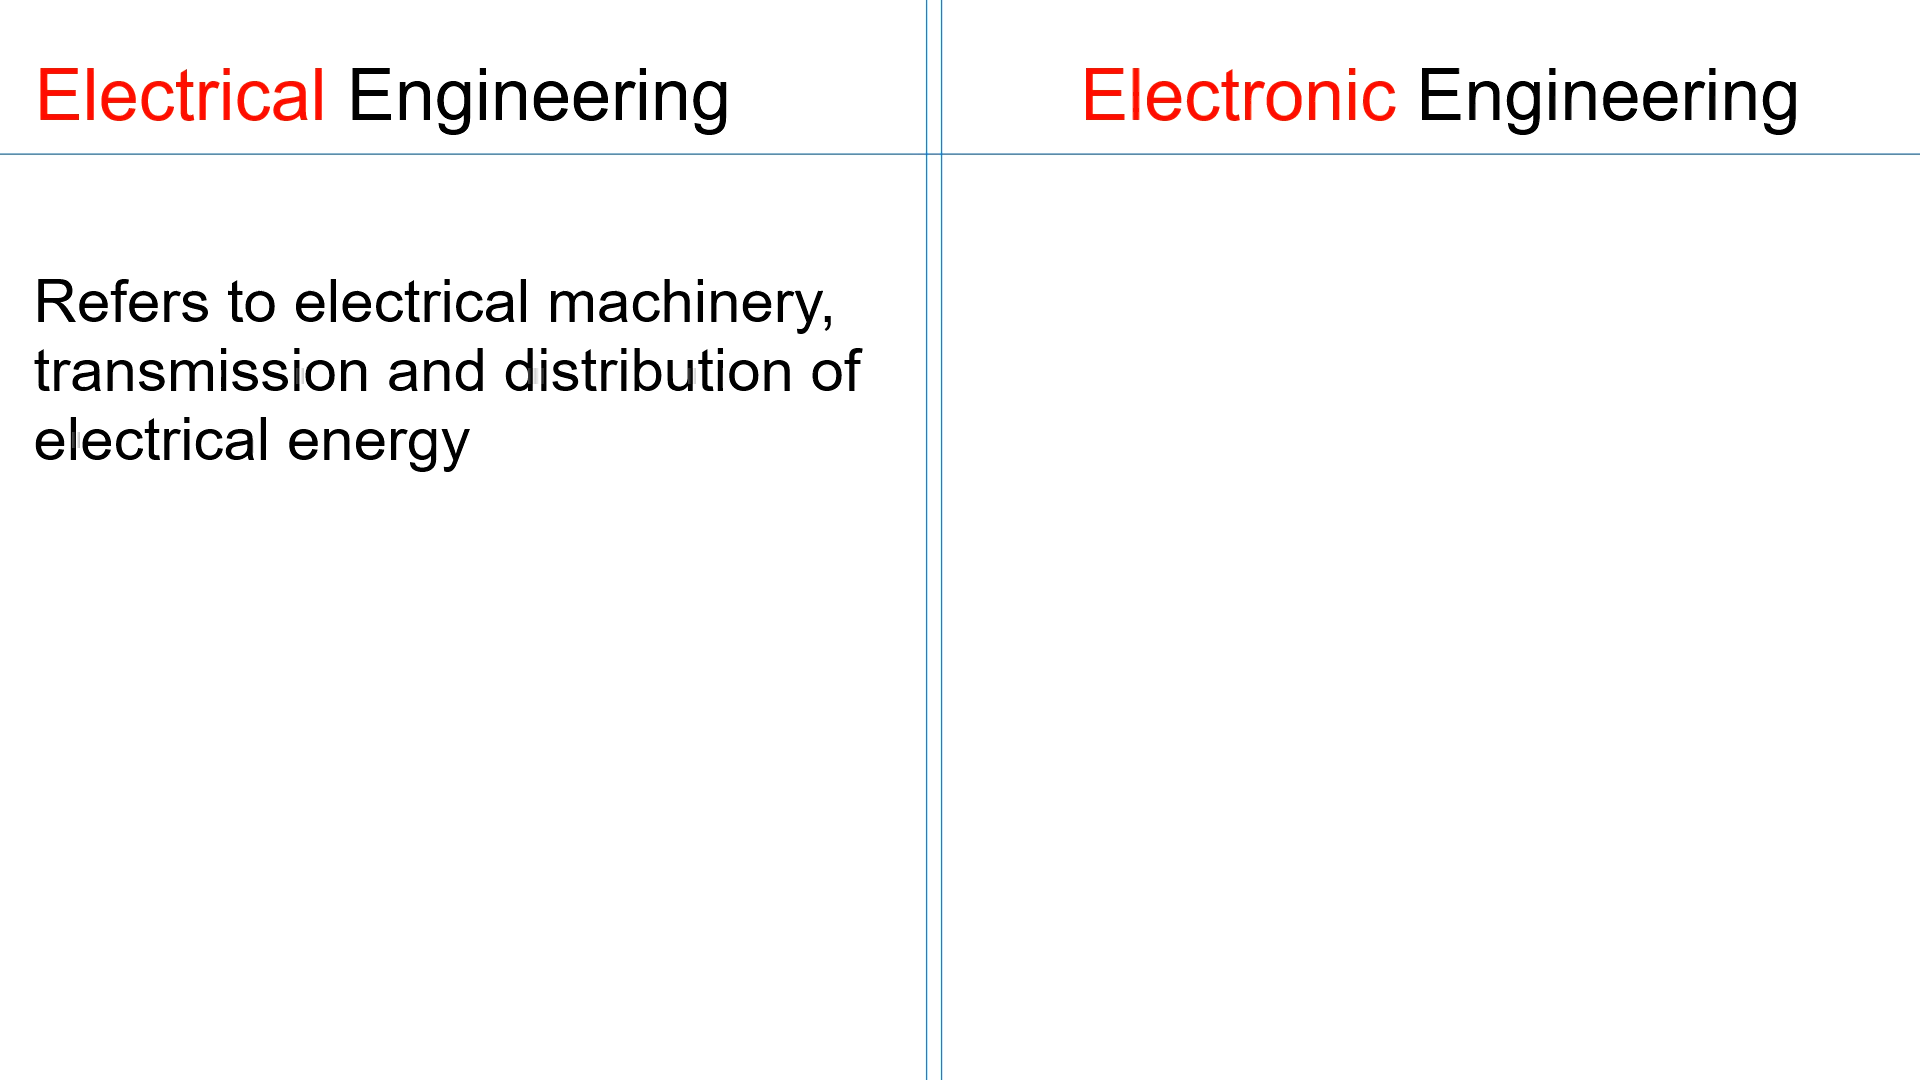 Electrical Engineering
Electronic Engineering
Refers to electrical machinery,
transmission and distribution of
electrical energy